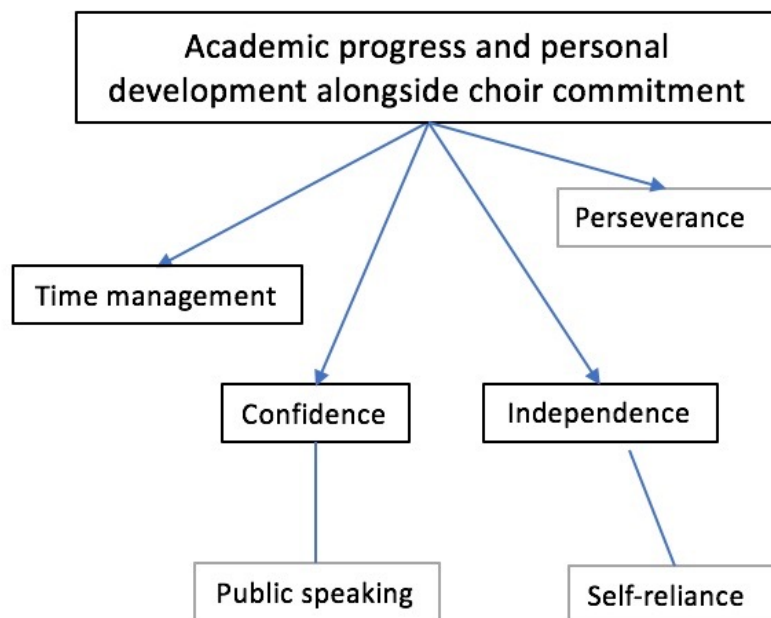 Academic progress and personal
development alongside choir commitment
Perseverance
Time management
Confidence
Independence
Public speaking
Self-reliance